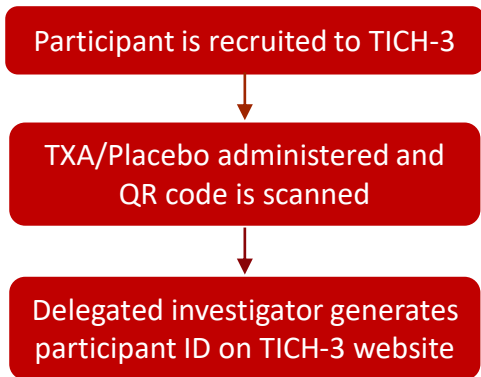 Participant is recruited to TICH-3
TXA/Placebo administered and
QR code is scanned
Delegated investigator generates
participant ID on TICH-3 website